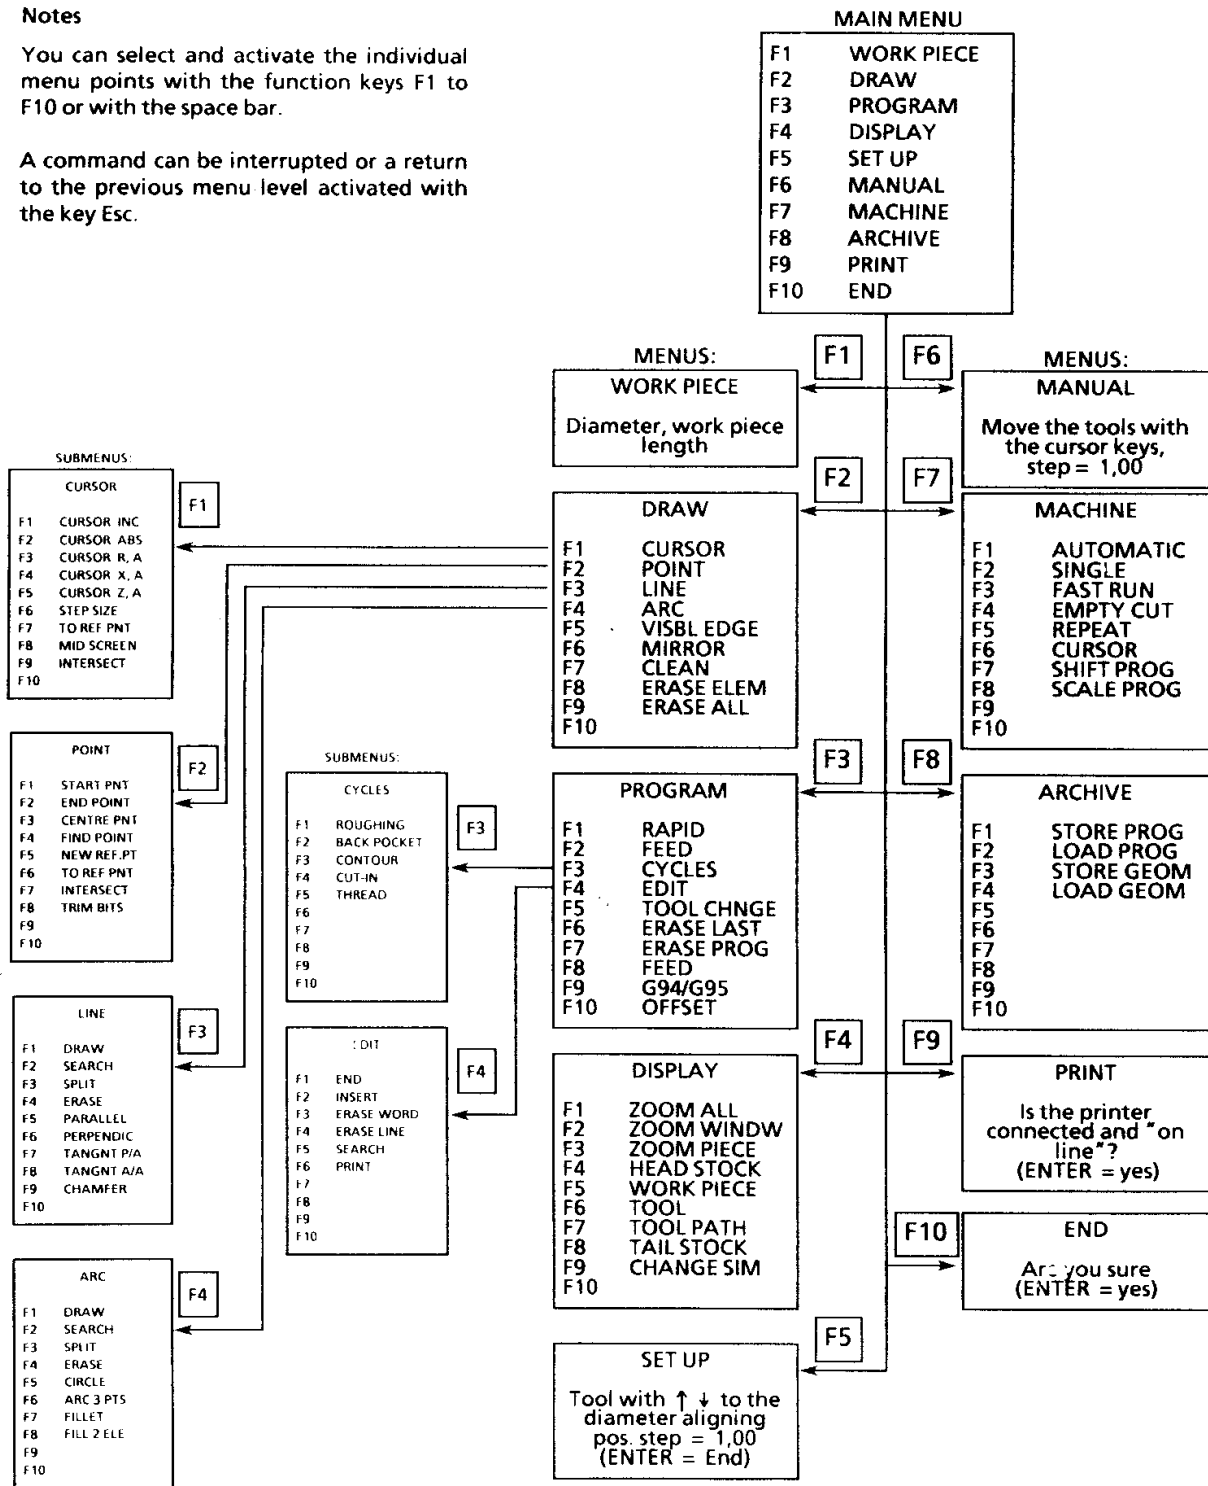 Notes
You can select and activate the individual
menu points with the function keys F1 to
F10 or with the space bar.
A command can be interrupted or a return
to the previous menu level activated with
the key Esc.
MAIN MENU
F1 WORK PIECE
F2 DRAW
F3 PROGRAM
F4 DISPLAY
F5 SET UP
F6 MANUAL
F7 MACHINE
F8 ARCHIVE
F9 PRINT
F10 END
MENUS:
F1
WORK PIECE
Diameter, work piece
length
F6
MENUS:
MANUAL
Move the tools with
the cursor keys,
step = 1,00
F2
DRAW
F1 CURSOR
F2 POINT
F3 LINE
F4 ARC
F5 VISBL EDGE
F6 MIRROR
F7 CLEAN
F8 ERASE ELEM
F9 ERASE ALL
F10
F7
MACHINE
F1 AUTOMATIC
F2 SINGLE
F3 FAST RUN
F4 EMPTY CUT
F5 REPEAT
F6 CURSOR
F7 SHIFT PROG
F8 SCALE PROG
F9
F10
F3
PROGRAM
F1 RAPID
F2 FEED
F3 CYCLES
F4 EDIT
F5 TOOL CHNGE
F6 ERASE LAST
F7 ERASE PROG
F8 FEED
F9 G94/G95
F10 OFFSET
F8
ARCHIVE
F1 STORE PROG
F2 LOAD PROG
F3 STORE GEOM
F4 LOAD GEOM
F5
F6
F7
F8
F9
F10
F4
DISPLAY
F1 ZOOM ALL
F2 ZOOM WINDW
F3 ZOOM PIECE
F4 HEAD STOCK
F5 WORK PIECE
F6 TOOL
F7 TOOL PATH
F8 TAIL STOCK
F9 CHANGE SIM
F10
F9
PRINT
Is the printer
connected and "on
line"?
(ENTER = yes)
F10
END
Are you sure
(ENTER = yes)
F5
SET UP
Tool with ↑ ↓ to the
diameter aligning
pos. step = 1,00
(ENTER = End)
SUBMENUS:
CURSOR
F1
F1 CURSOR INC
F2 CURSOR ABS
F3 CURSOR R, A
F4 CURSOR X, A
F5 CURSOR Z, A
F6 STEP SIZE
F7 TO REF PNT
F8 MID SCREEN
F9 INTERSECT
F10
POINT
F2
F1 START PNT
F2 END POINT
F3 CENTRE PNT
F4 FIND POINT
F5 NEW REF.PT
F6 TO REF PNT
F7 INTERSECT
F8 TRIM BITS
F9
F10
LINE
F3
F1 DRAW
F2 SEARCH
F3 SPLIT
F4 ERASE
F5 PARALLEL
F6 PERPENDIC
F7 TANGNT P/A
F8 TANGNT A/A
F9 CHAMFER
F10
ARC
F4
F1 DRAW
F2 SEARCH
F3 SPLIT
F4 ERASE
F5 CIRCLE
F6 ARC 3 PTS
F7 FILLET
F8 FILL 2 ELE
F9
F10
SUBMENUS:
CYCLES
F3
F1 ROUGHING
F2 BACK POCKET
F3 CONTOUR
F4 CUT-IN
F5 THREAD
F6
F7
F8
F9
F10
EDIT
F4
F1 END
F2 INSERT
F3 ERASE WORD
F4 ERASE LINE
F5 SEARCH
F6 PRINT
F7
F8
F9
F10